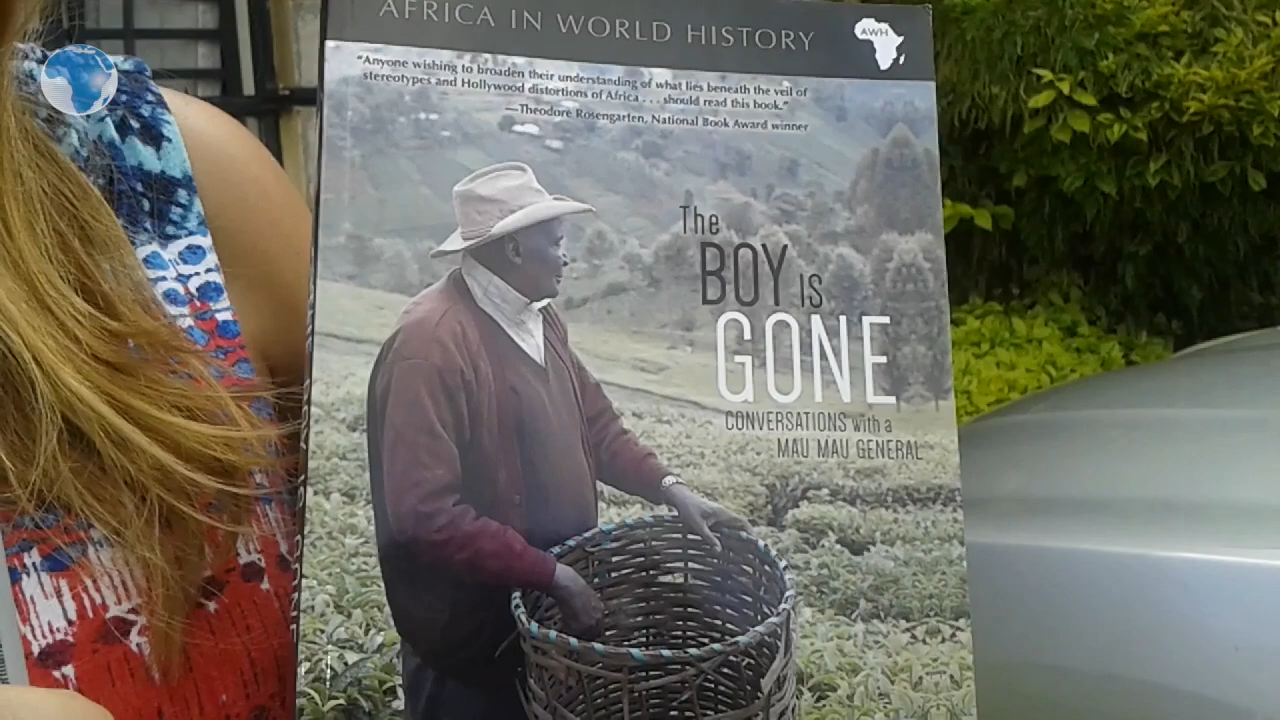 AFRICA IN WORLD HISTORY
AWH
“Anyone wishing to broaden their understanding of what lies beneath the veil of
stereotypes and Hollywood distortions of Africa . . . should read this book.”
—Theodore Rosengarten, National Book Award winner
The
BOY IS
GONE
CONVERSATIONS with a
MAU MAU GENERAL